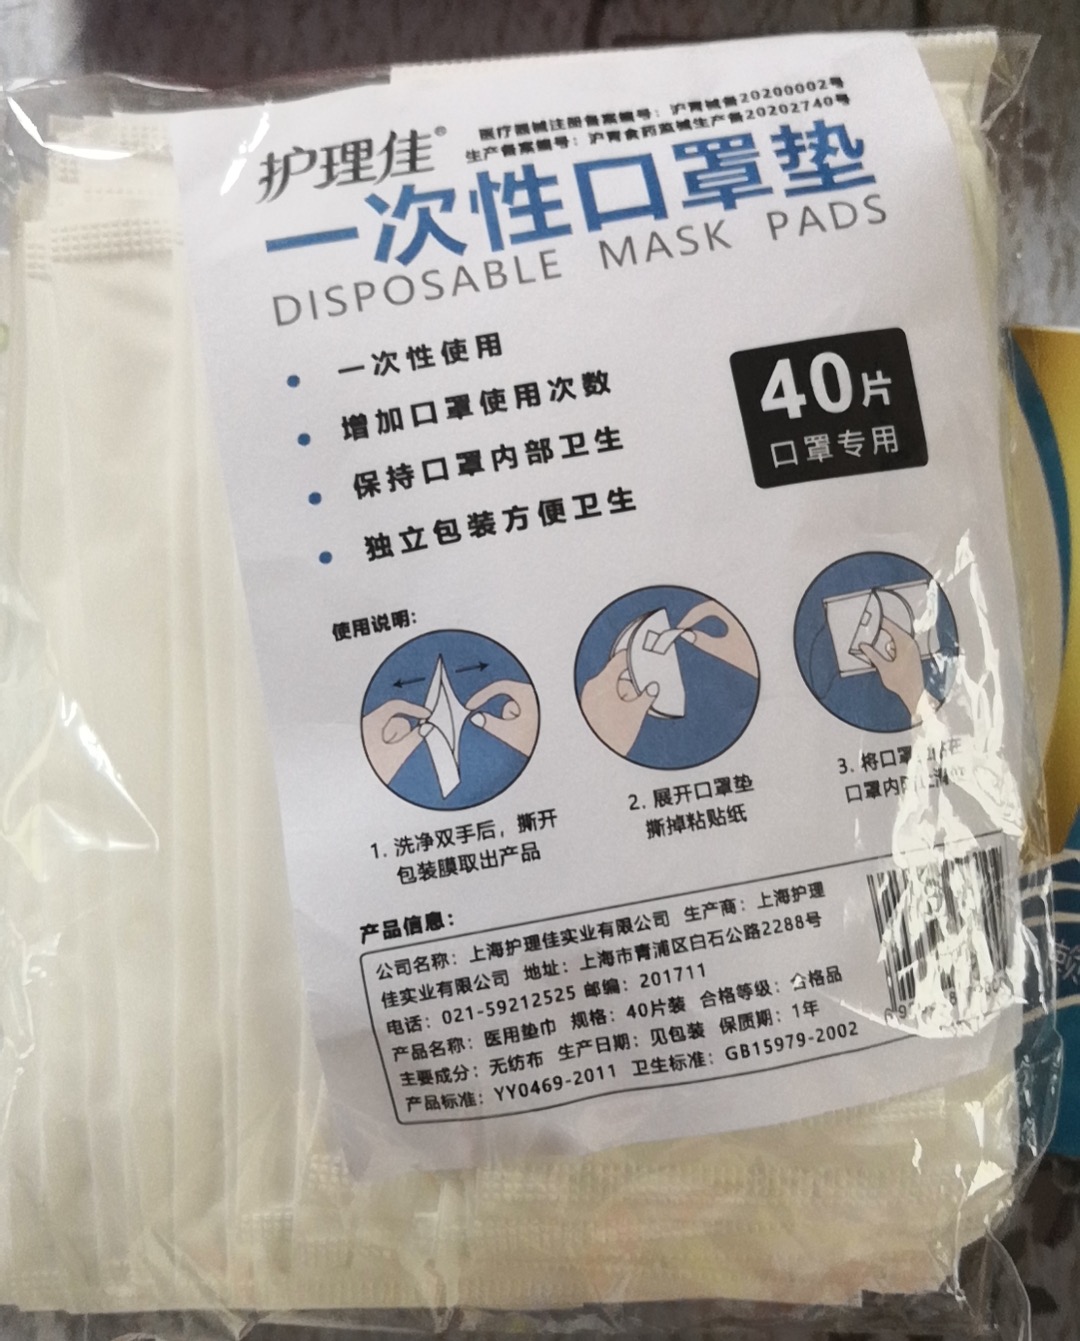 医疗器械注册备案编号：沪青械备20200002号
生产备案编号：沪青食药监械生产备20202740号
护理佳®
一次性口罩垫
DISPOSABLE MASK PADS
• 一次性使用
• 增加口罩使用次数
• 保持口罩内部卫生
• 独立包装方便卫生
40片
口罩专用
使用说明：
1. 洗净双手后，撕开
包装膜取出产品
2. 展开口罩垫
撕掉粘贴纸
3. 将口罩
口罩内
产品信息：
公司名称：上海护理佳实业有限公司 生产商：上海护理
佳实业有限公司 地址：上海市青浦区白石公路2288号
电话：021-59212525 邮编：201711
产品名称：医用垫巾 规格：40片装 合格等级：合格品
主要成分：无纺布 生产日期：见包装 保质期：1年
产品标准：YY0469-2011 卫生标准：GB15979-2002